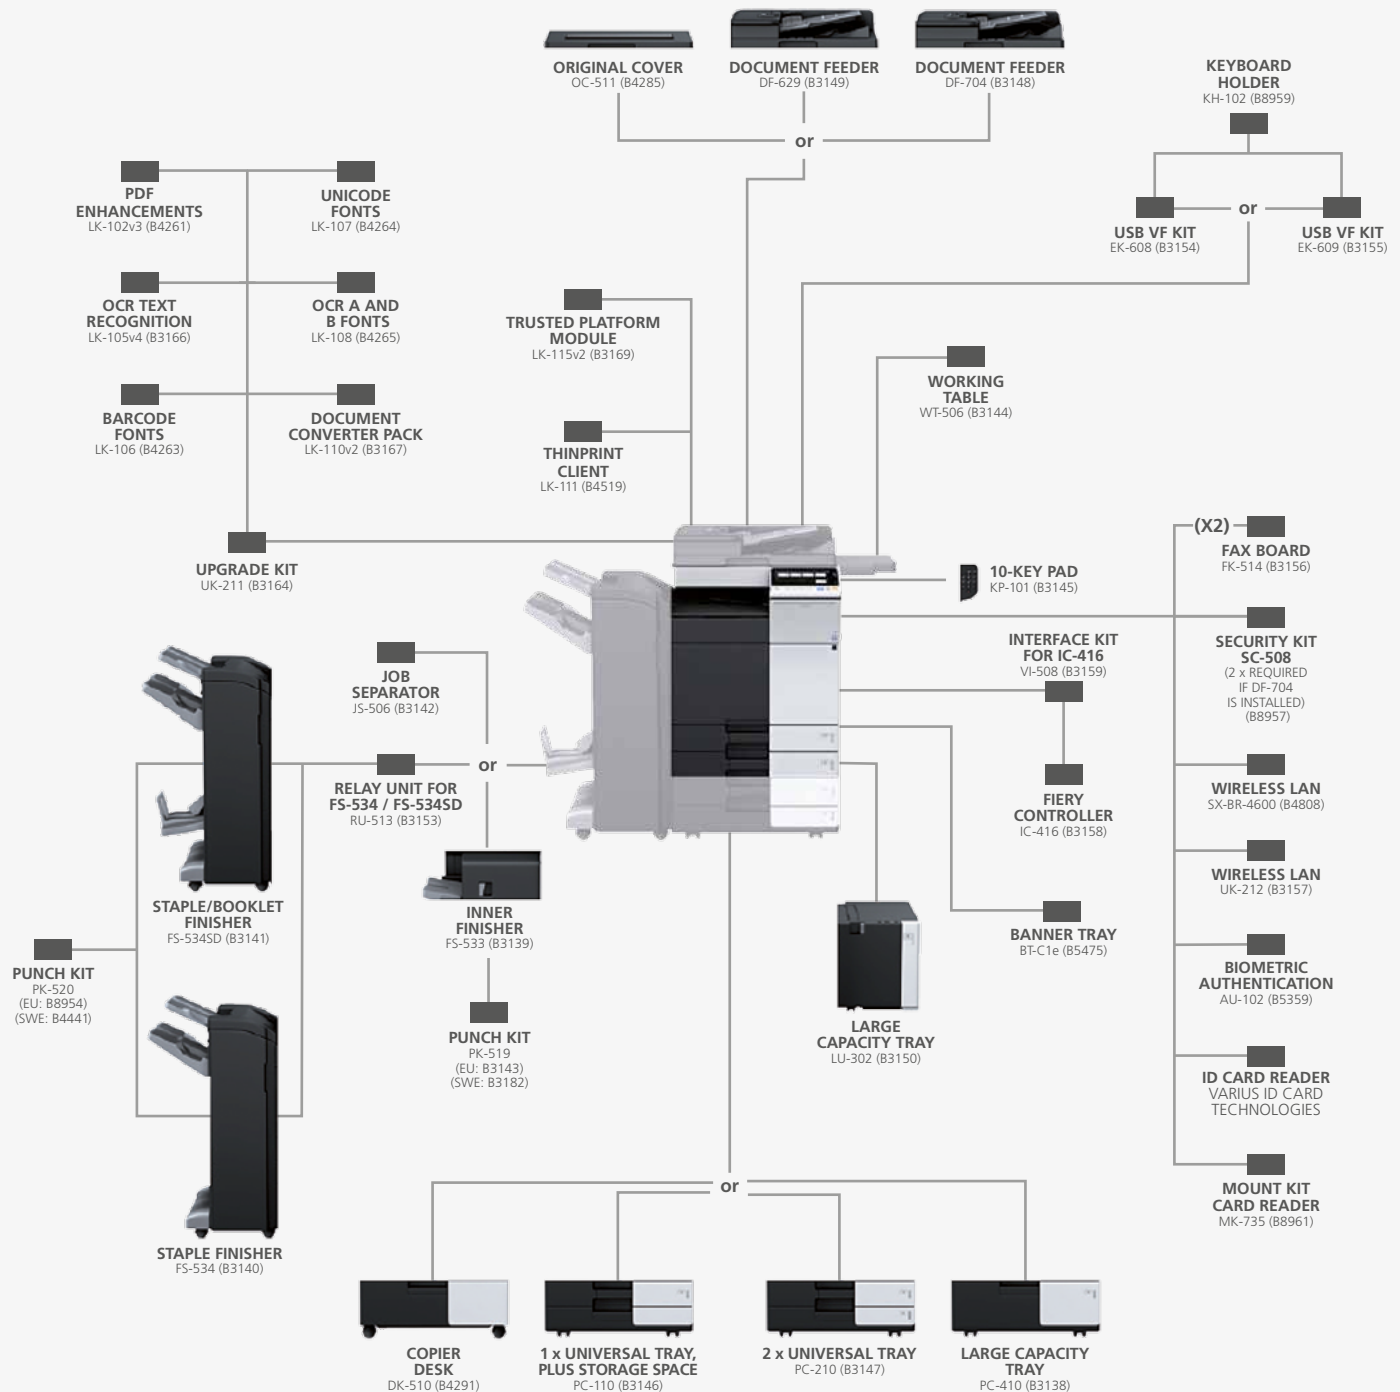 ORIGINAL COVER
OC-511 (B4285)
DOCUMENT FEEDER
DF-629 (B3149)
DOCUMENT FEEDER
DF-704 (B3148)
or
KEYBOARD
HOLDER
KH-102 (B8959)
or
USB VF KIT
EK-608 (B3154)
USB VF KIT
EK-609 (B3155)
PDF
ENHANCEMENTS
LK-102v3 (B4261)
UNICODE
FONTS
LK-107 (B4264)
OCR TEXT
RECOGNITION
LK-105v4 (B3166)
OCR A AND
B FONTS
LK-108 (B4265)
BARCODE
FONTS
LK-106 (B4263)
DOCUMENT
CONVERTER PACK
LK-110v2 (B3167)
UPGRADE KIT
UK-211 (B3164)
TRUSTED PLATFORM
MODULE
LK-115v2 (B3169)
THINPRINT
CLIENT
LK-111 (B4519)
WORKING
TABLE
WT-506 (B3144)
10-KEY PAD
KP-101 (B3145)
INTERFACE KIT
FOR IC-416
VI-508 (B3159)
FIERY
CONTROLLER
IC-416 (B3158)
BANNER TRAY
BT-C1e (B5475)
LARGE
CAPACITY TRAY
LU-302 (B3150)
(X2)
FAX BOARD
FK-514 (B3156)
SECURITY KIT
SC-508
(2 x REQUIRED
IF DF-704
IS INSTALLED)
(B8957)
WIRELESS LAN
SX-BR-4600 (B4808)
WIRELESS LAN
UK-212 (B3157)
BIOMETRIC
AUTHENTICATION
AU-102 (B5359)
ID CARD READER
VARIUS ID CARD
TECHNOLOGIES
MOUNT KIT
CARD READER
MK-735 (B8961)
JOB
SEPARATOR
JS-506 (B3142)
or
RELAY UNIT FOR
FS-534 / FS-534SD
RU-513 (B3153)
INNER
FINISHER
FS-533 (B3139)
PUNCH KIT
PK-519
(EU: B3143)
(SWE: B3182)
STAPLE/BOOKLET
FINISHER
FS-534SD (B3141)
PUNCH KIT
PK-520
(EU: B8954)
(SWE: B4441)
STAPLE FINISHER
FS-534 (B3140)
or
COPIER
DESK
DK-510 (B4291)
1 x UNIVERSAL TRAY,
PLUS STORAGE SPACE
PC-110 (B3146)
2 x UNIVERSAL TRAY
PC-210 (B3147)
LARGE CAPACITY
TRAY
PC-410 (B3138)